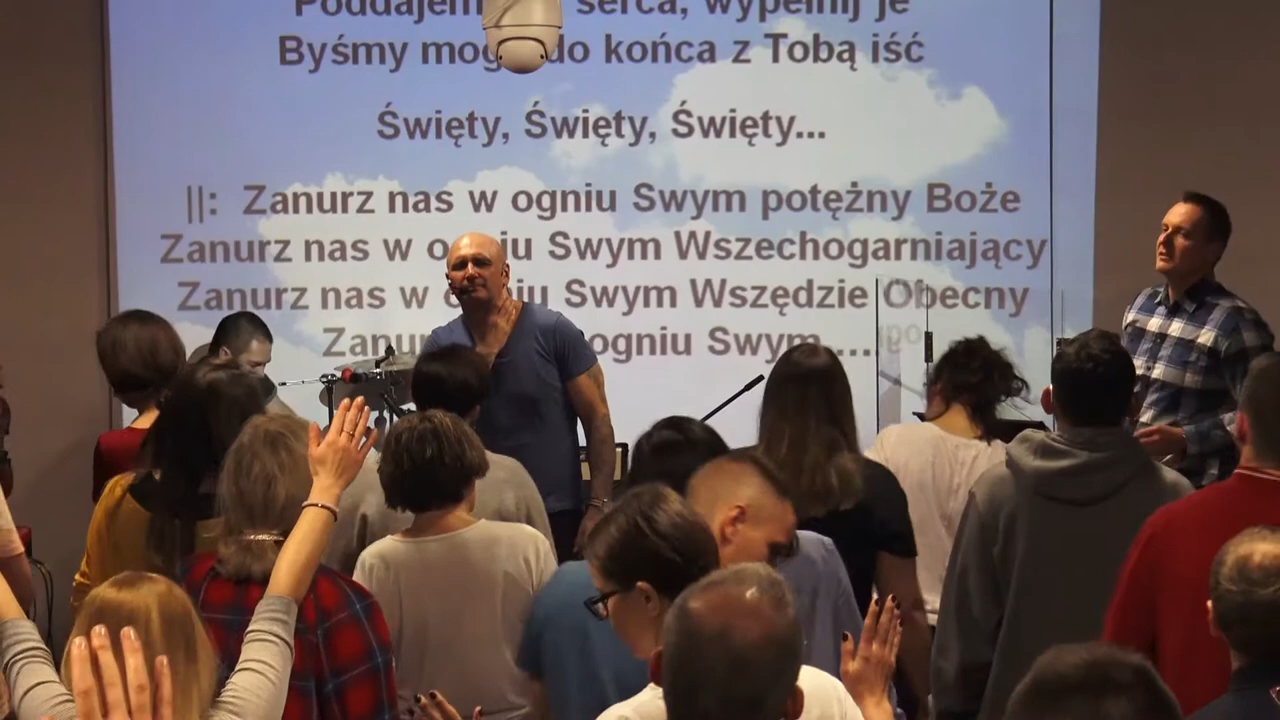 serca, wypełnij je
Byśmy do końca z Tobą iść
Święty, Święty, Święty...
||: Zanurz nas w ogniu Swym potężny Boże
Zanurz nas w ogniu Swym Wszechogarniający
Zanurz nas w Swym Wszędzie Obecny
ogniu Swym ....